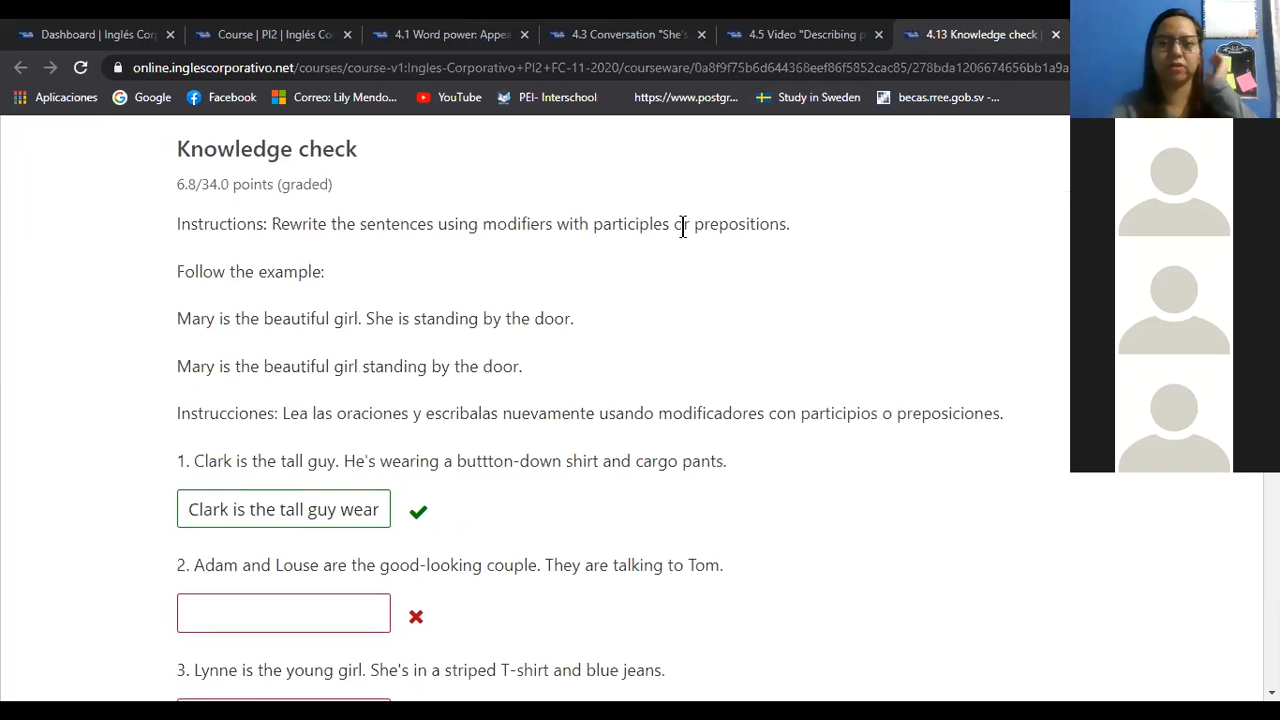 Dashboard | Inglés Co
Course | PI2 | Inglés Co
4.1 Word power: Appe
4.3 Conversation "She's
4.5 Video "Describing p
4.13 Knowledge check
online.inglescorporativo.net/courses/course-v1:Ingles-Corporativo+PI2+FC-11-2020/courseware/
Aplicaciones
Google
Facebook
Correo: Lily Mendo...
YouTube
PEI- Interschool
https://www.postgr...
Study in Sweden
becas.rree.gob.sv -...
Knowledge check
6.8/34.0 points (graded)
Instructions: Rewrite the sentences using modifiers with participles or prepositions.
Follow the example:
Mary is the beautiful girl. She is standing by the door.
Mary is the beautiful girl standing by the door.
Instrucciones: Lea las oraciones y escribalas nuevamente usando modificadores con participios o preposiciones.
1. Clark is the tall guy. He's wearing a buttton-down shirt and cargo pants.
Clark is the tall guy wear
2. Adam and Louse are the good-looking couple. They are talking to Tom.
3. Lynne is the young girl. She's in a striped T-shirt and blue jeans.